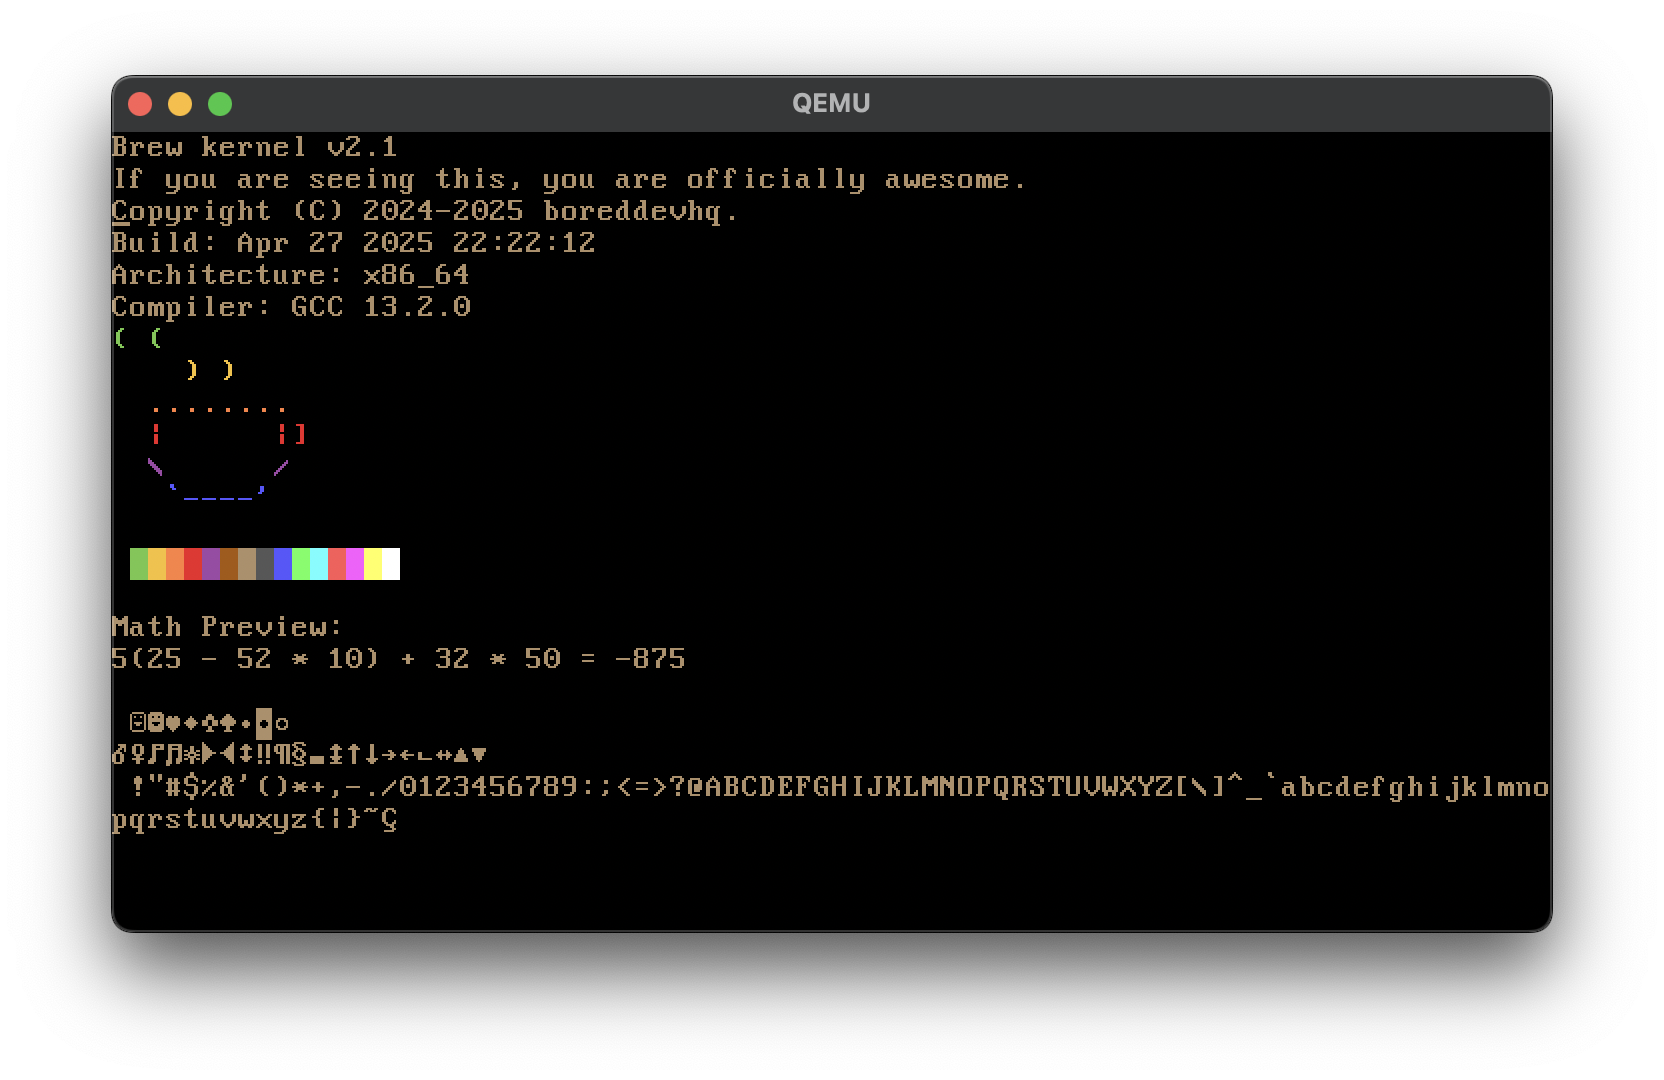 QEMU
Brew kernel v2.1
If you are seeing this, you are officially awesome.
Copyright (C) 2024-2025 boreddevhq.
Build: Apr 27 2025 22:22:12
Architecture: x86_64
Compiler: GCC 13.2.0
( (
    ) )
  ........
  ¦      ¦]
  \      /
   `____,
Math Preview:
5(25 - 52 * 10) + 32 * 50 = -875
 ☺☻♥♦♣♠•◘○
♂♀♪♫☼►◄↕‼¶§▬↨↑↓→←∟↔▲▼
 !"#$%&'()*+,-./0123456789:;<=>?@ABCDEFGHIJKLMNOPQRSTUVWXYZ[\]^_`abcdefghijklmno
pqrstuvwxyz{¦}~Ç